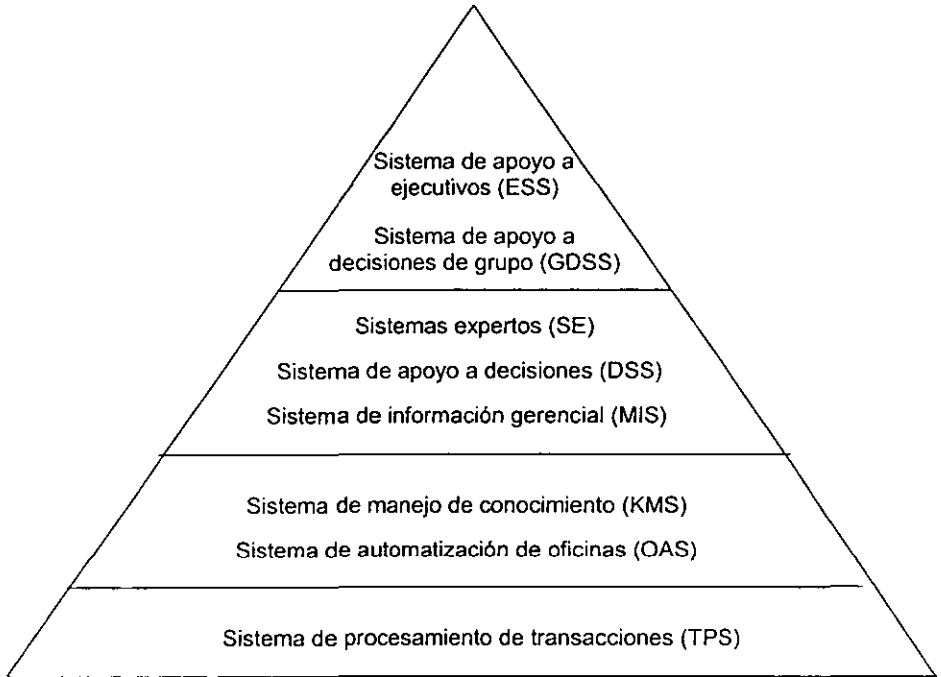 Sistema de apoyo a
ejecutivos (ESS)
Sistema de apoyo a
decisiones de grupo (GDSS)
Sistemas expertos (SE)
Sistema de apoyo a decisiones (DSS)
Sistema de información gerencial (MIS)
Sistema de manejo de conocimiento (KMS)
Sistema de automatización de oficinas (OAS)
Sistema de procesamiento de transacciones (TPS)